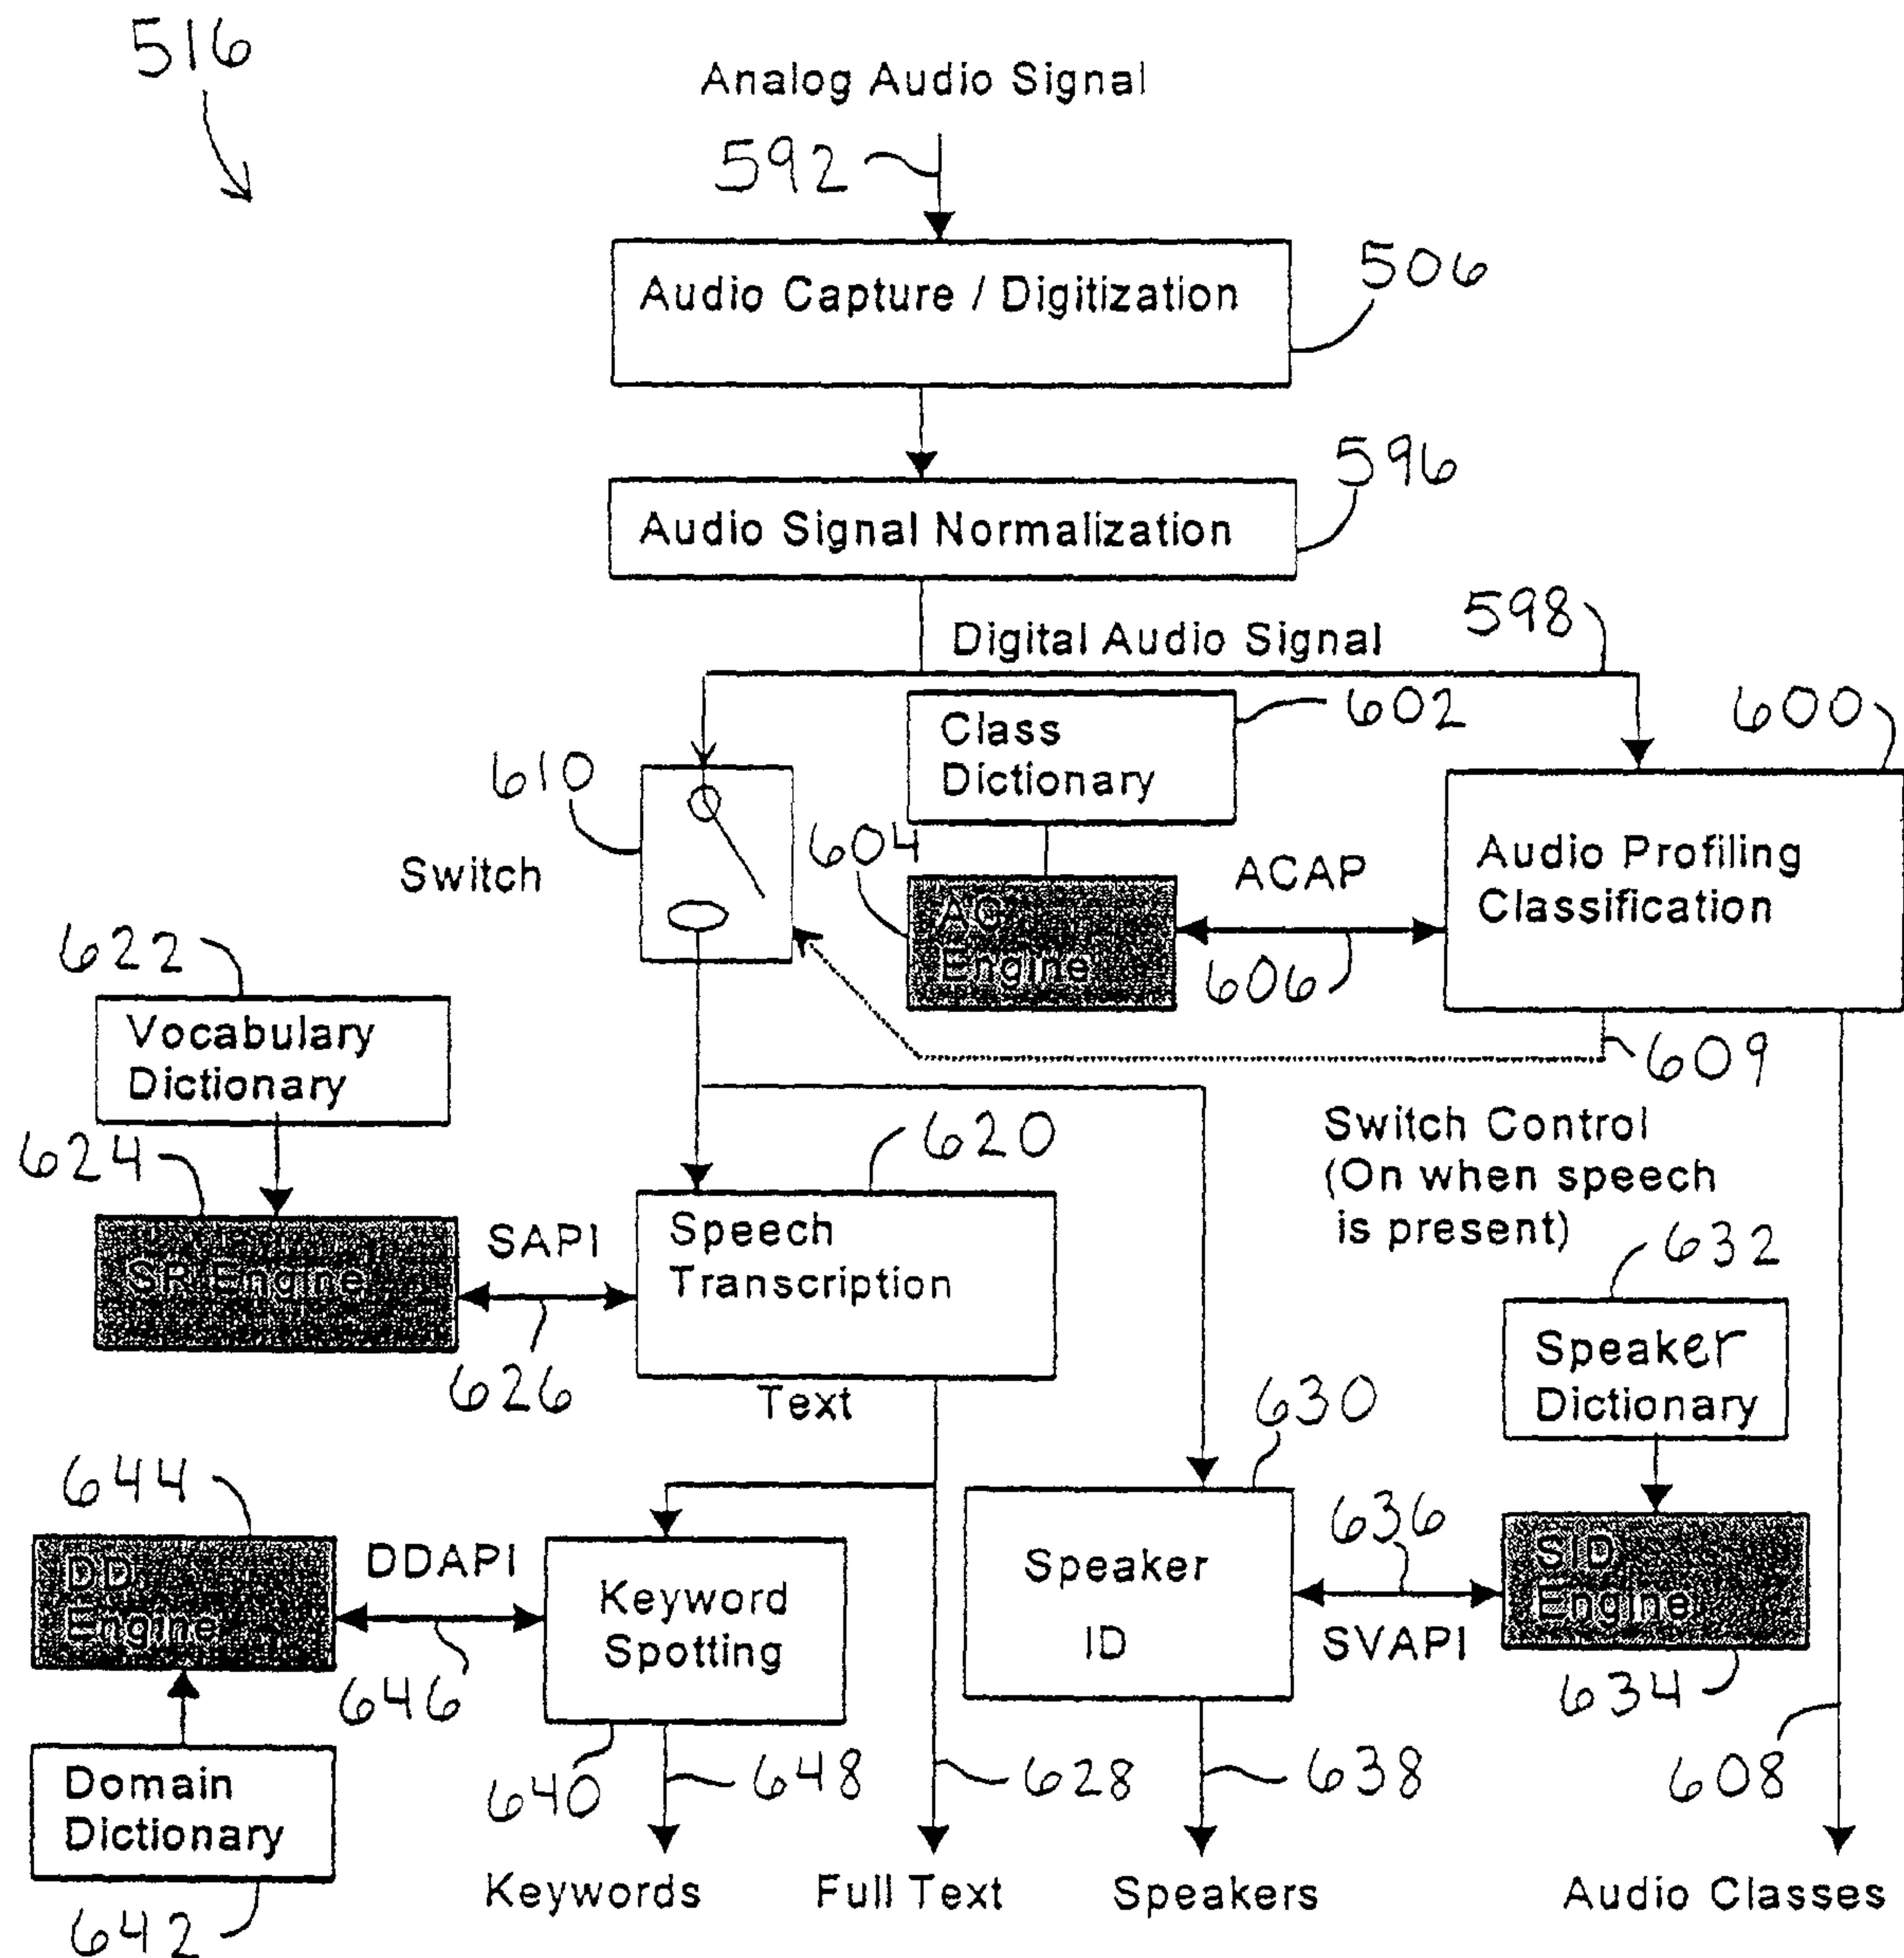 516
Analog Audio Signal
592
Audio Capture / Digitization
506
Audio Signal Normalization
596
Digital Audio Signal
598
Class
Dictionary
602
600
610
Switch
604
AC
Engine
ACAP
606
Audio Profiling
Classification
622
Vocabulary
Dictionary
609
Switch Control
(On when speech
is present)
624
SR Engine
SAPI
626
620
Speech
Transcription
Text
632
Speaker
Dictionary
630
Speaker
ID
636
SVAPI
SID
Engine
634
644
DD
Engine
DDAPI
646
Keyword
Spotting
640
648
628
638
608
Domain
Dictionary
642
Keywords
Full Text
Speakers
Audio Classes